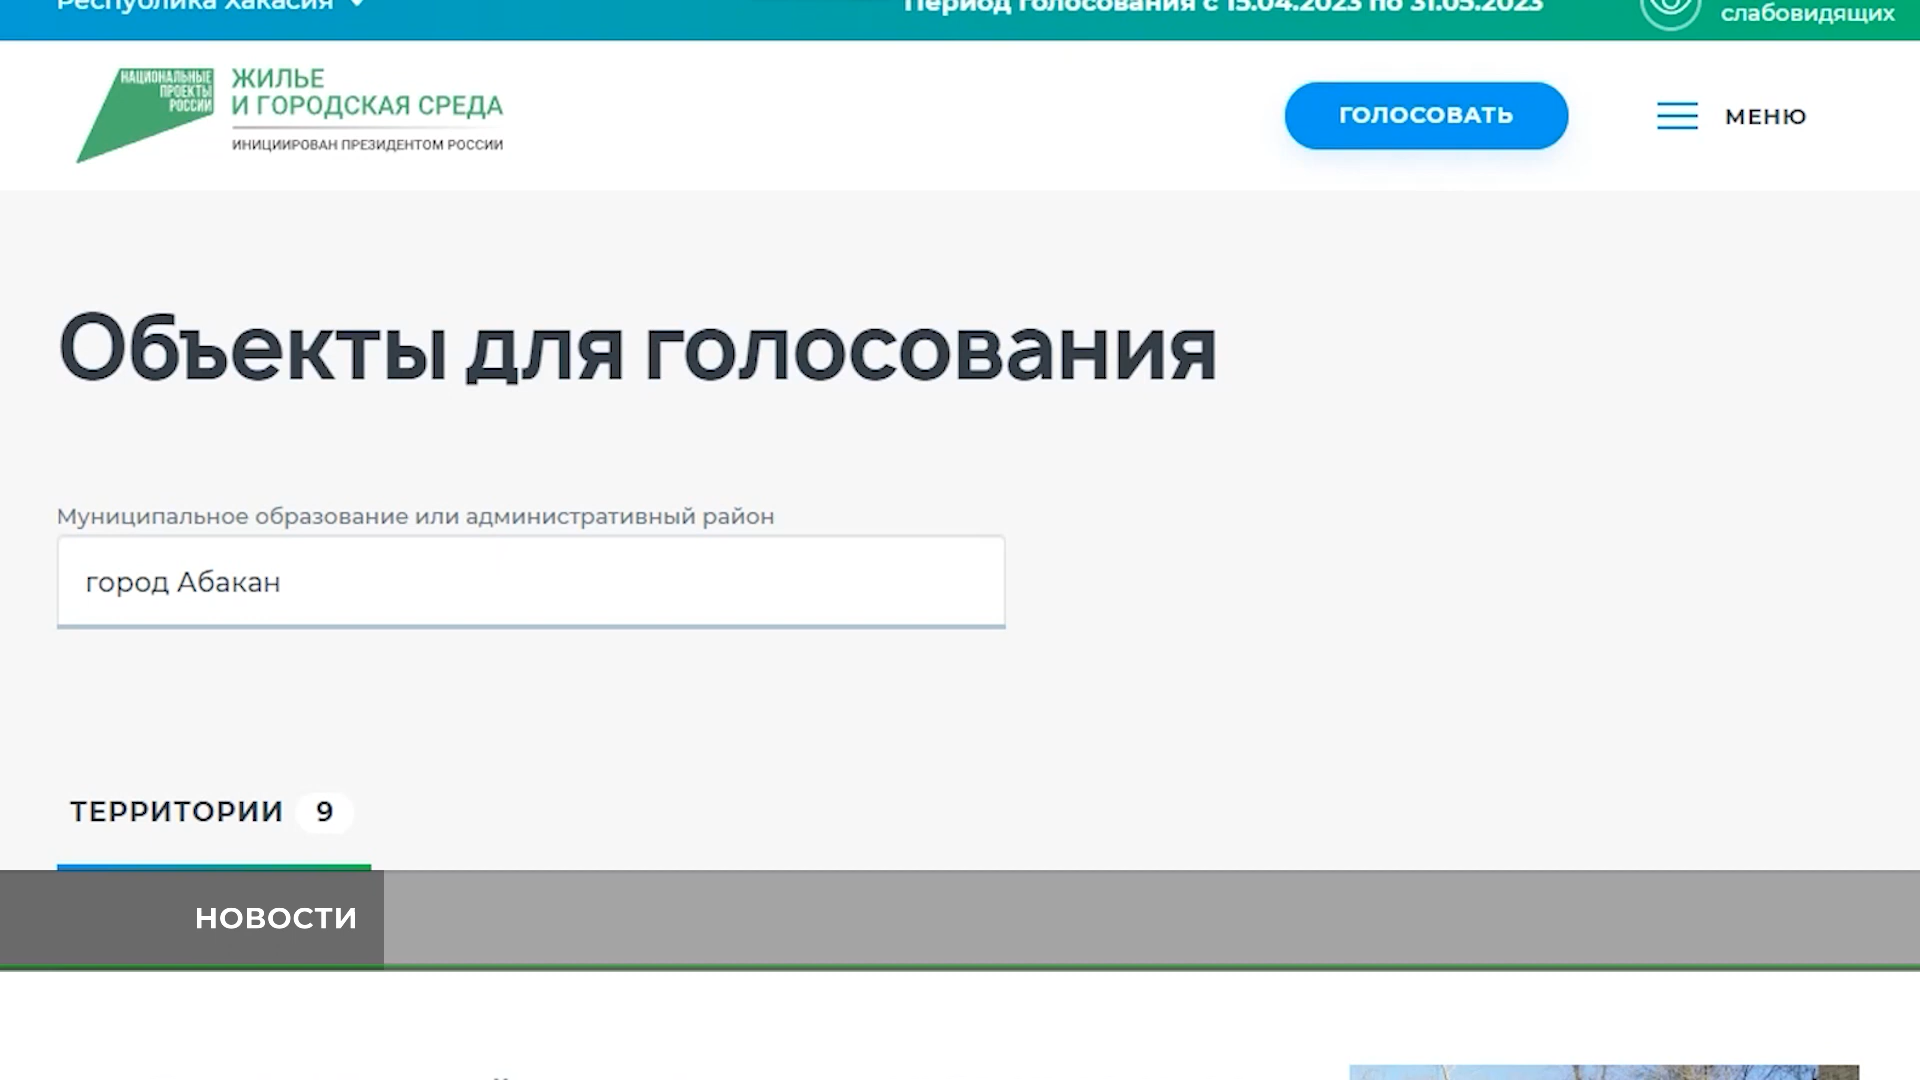 Республика Хакасия
Период голосования с 15.04.2023 по 31.05.2023
слабовидящих
НАЦИОНАЛЬНЫЕ
ПРОЕКТЫ
РОССИИ
ЖИЛЬЕ
И ГОРОДСКАЯ СРЕДА
ИНИЦИИРОВАН ПРЕЗИДЕНТОМ РОССИИ
ГОЛОСОВАТЬ
МЕНЮ
Объекты для голосования
Муниципальное образование или административный район
город Абакан
ТЕРРИТОРИИ 9
НОВОСТИ